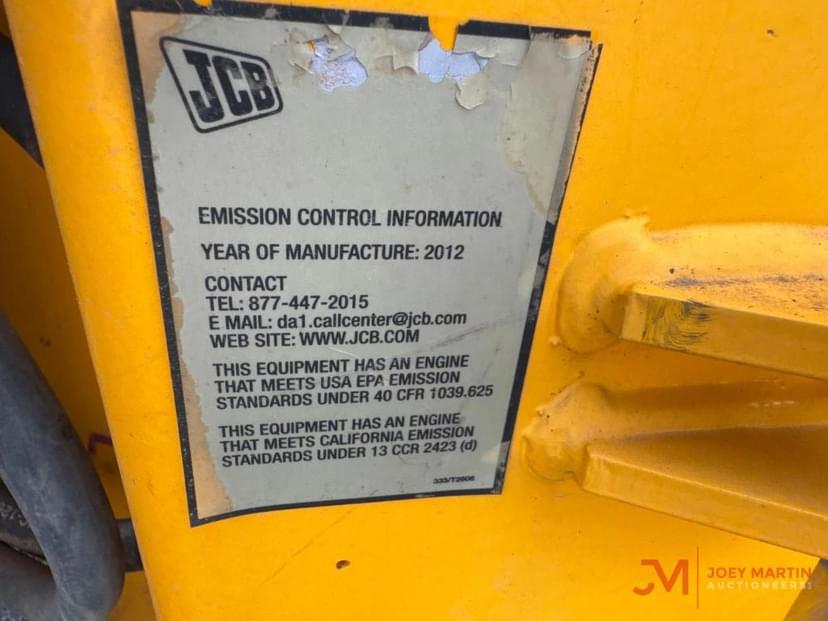 JCB
EMISSION CONTROL INFORMATION
YEAR OF MANUFACTURE: 2012
CONTACT
TEL: 877-447-2015
E MAIL: da1.callcenter@jcb.com
WEB SITE: WWW.JCB.COM
THIS EQUIPMENT HAS AN ENGINE
THAT MEETS USA EPA EMISSION
STANDARDS UNDER 40 CFR 1039.625
THIS EQUIPMENT HAS AN ENGINE
THAT MEETS CALIFORNIA EMISSION
STANDARDS UNDER 13 CCR 2423 (d)
333/T2606
JM
JOEY MARTIN
AUCTIONEERS